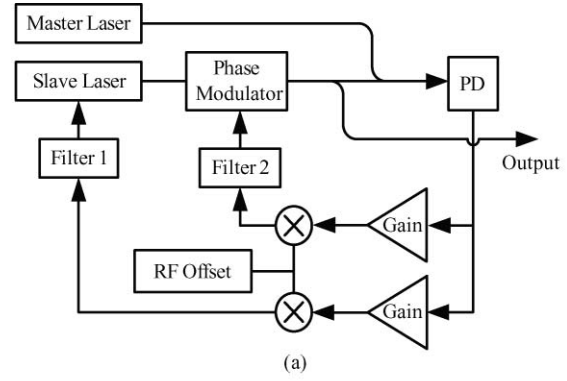 Master Laser
Slave Laser
Phase
Modulator
PD
Filter 1
Filter 2
Output
Gain
RF Offset
Gain
(a)